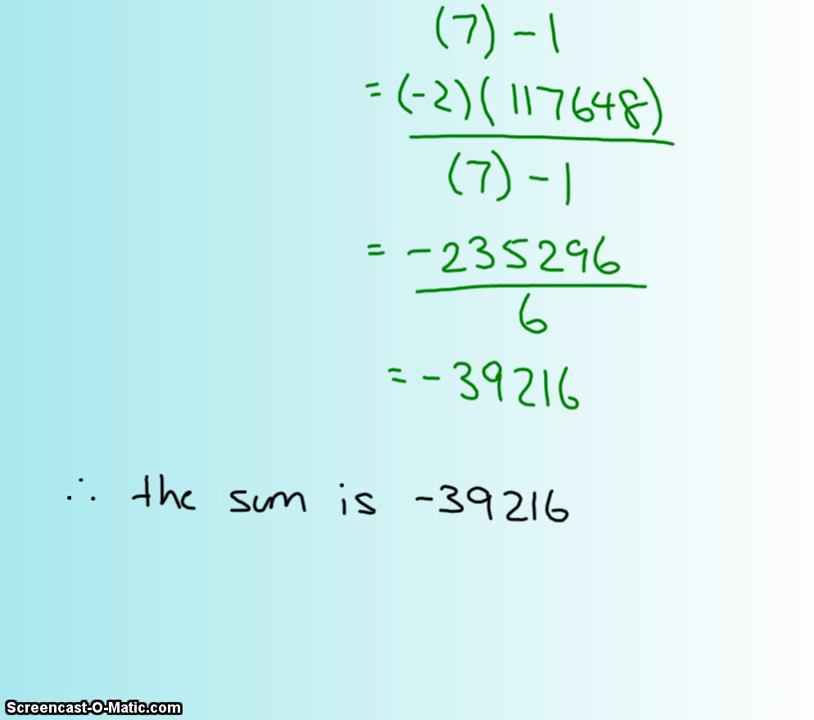 (7) - 1
= (-2)(117648)
(7) - 1
= -235296
6
= -39216
∴ the sum is -39216
Screencast-O-Matic.com